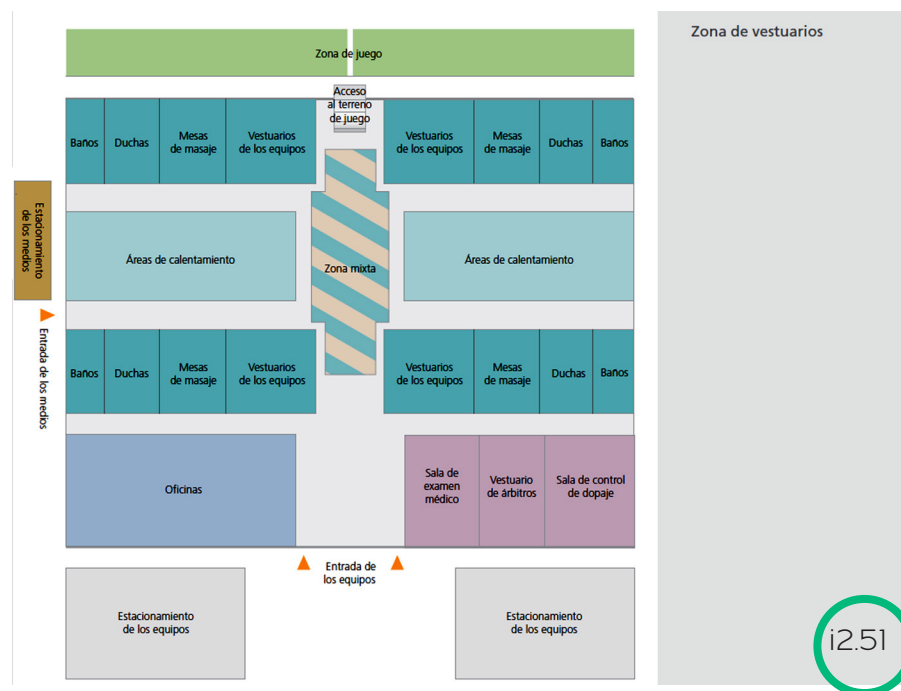 Zona de vestuarios
Zona de juego
Acceso
al terreno
de juego
Baños
Duchas
Mesas
de masaje
Vestuarios
de los equipos
Vestuarios
de los equipos
Mesas
de masaje
Duchas
Baños
Estacionamiento
de los medios
Áreas de calentamiento
Zona mixta
Áreas de calentamiento
Entrada de los medios
Baños
Duchas
Mesas
de masaje
Vestuarios
de los equipos
Vestuarios
de los equipos
Mesas
de masaje
Duchas
Baños
Oficinas
Sala de
examen
médico
Vestuario
de árbitros
Sala de control
de dopaje
Entrada de
los equipos
Estacionamiento
de los equipos
Estacionamiento
de los equipos
i2.51